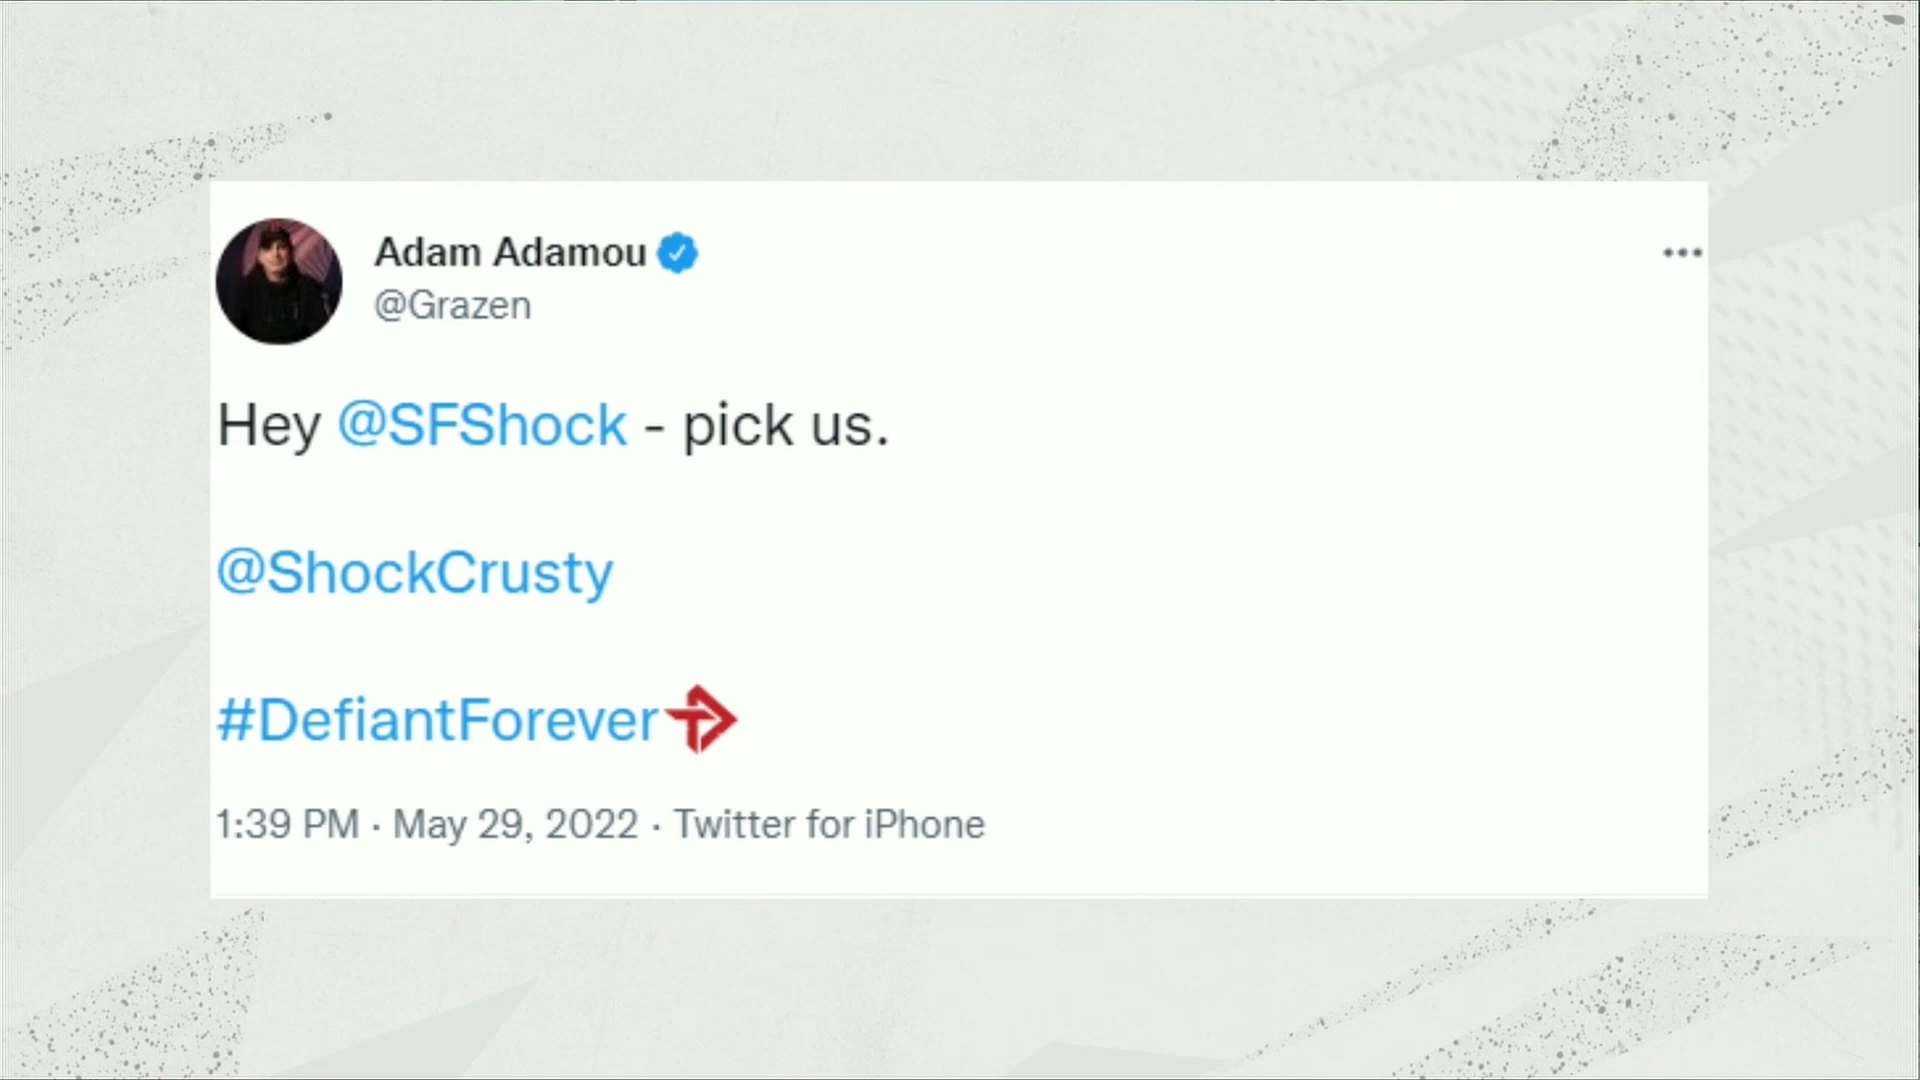 Adam Adamou
@Grazen
Hey @SFShock - pick us.
@ShockCrusty
#DefiantForever
1:39 PM · May 29, 2022 · Twitter for iPhone